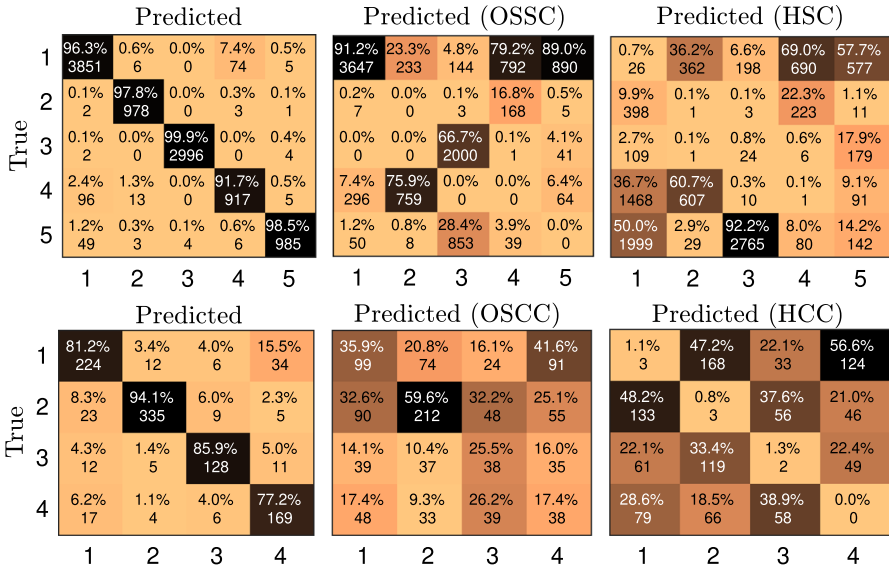 Predicted Predicted (OSSC) Predicted (HSC)
1 96.3% 0.6% 0.0% 7.4% 0.5% 91.2% 23.3% 4.8% 79.2% 89.0% 0.7% 36.2% 6.6% 69.0% 57.7%
3851 6 0 74 5 3647 233 144 792 890 26 362 198 690 577
2 0.1% 97.8% 0.0% 0.3% 0.1% 0.2% 0.0% 0.1% 16.8% 0.5% 9.9% 0.1% 0.1% 22.3% 1.1%
2 978 0 3 1 7 0 3 168 5 398 1 3 223 11
True
3 0.1% 0.0% 99.9% 0.0% 0.4% 0.0% 0.0% 66.7% 0.1% 4.1% 2.7% 0.1% 0.8% 0.6% 17.9%
2 0 2996 0 4 0 0 2000 1 41 109 1 24 6 179
4 2.4% 1.3% 0.0% 91.7% 0.5% 7.4% 75.9% 0.0% 0.0% 6.4% 36.7% 60.7% 0.3% 0.1% 9.1%
96 13 0 917 5 296 759 0 0 64 1468 607 10 1 91
5 1.2% 0.3% 0.1% 0.6% 98.5% 1.2% 0.8% 28.4% 3.9% 0.0% 50.0% 2.9% 92.2% 8.0% 14.2%
49 3 4 6 985 50 8 853 39 0 1999 29 2765 80 142
1 2 3 4 5 1 2 3 4 5 1 2 3 4 5
Predicted Predicted (OSCC) Predicted (HCC)
1 81.2% 3.4% 4.0% 15.5% 35.9% 20.8% 16.1% 41.6% 1.1% 47.2% 22.1% 56.6%
224 12 6 34 99 74 24 91 3 168 33 124
2 8.3% 94.1% 6.0% 2.3% 32.6% 59.6% 32.2% 25.1% 48.2% 0.8% 37.6% 21.0%
23 335 9 5 90 212 48 55 133 3 56 46
True
3 4.3% 1.4% 85.9% 5.0% 14.1% 10.4% 25.5% 16.0% 22.1% 33.4% 1.3% 22.4%
12 5 128 11 39 37 38 35 61 119 2 49
4 6.2% 1.1% 4.0% 77.2% 17.4% 9.3% 26.2% 17.4% 28.6% 18.5% 38.9% 0.0%
17 4 6 169 48 33 39 38 79 66 58 0
1 2 3 4 1 2 3 4 1 2 3 4